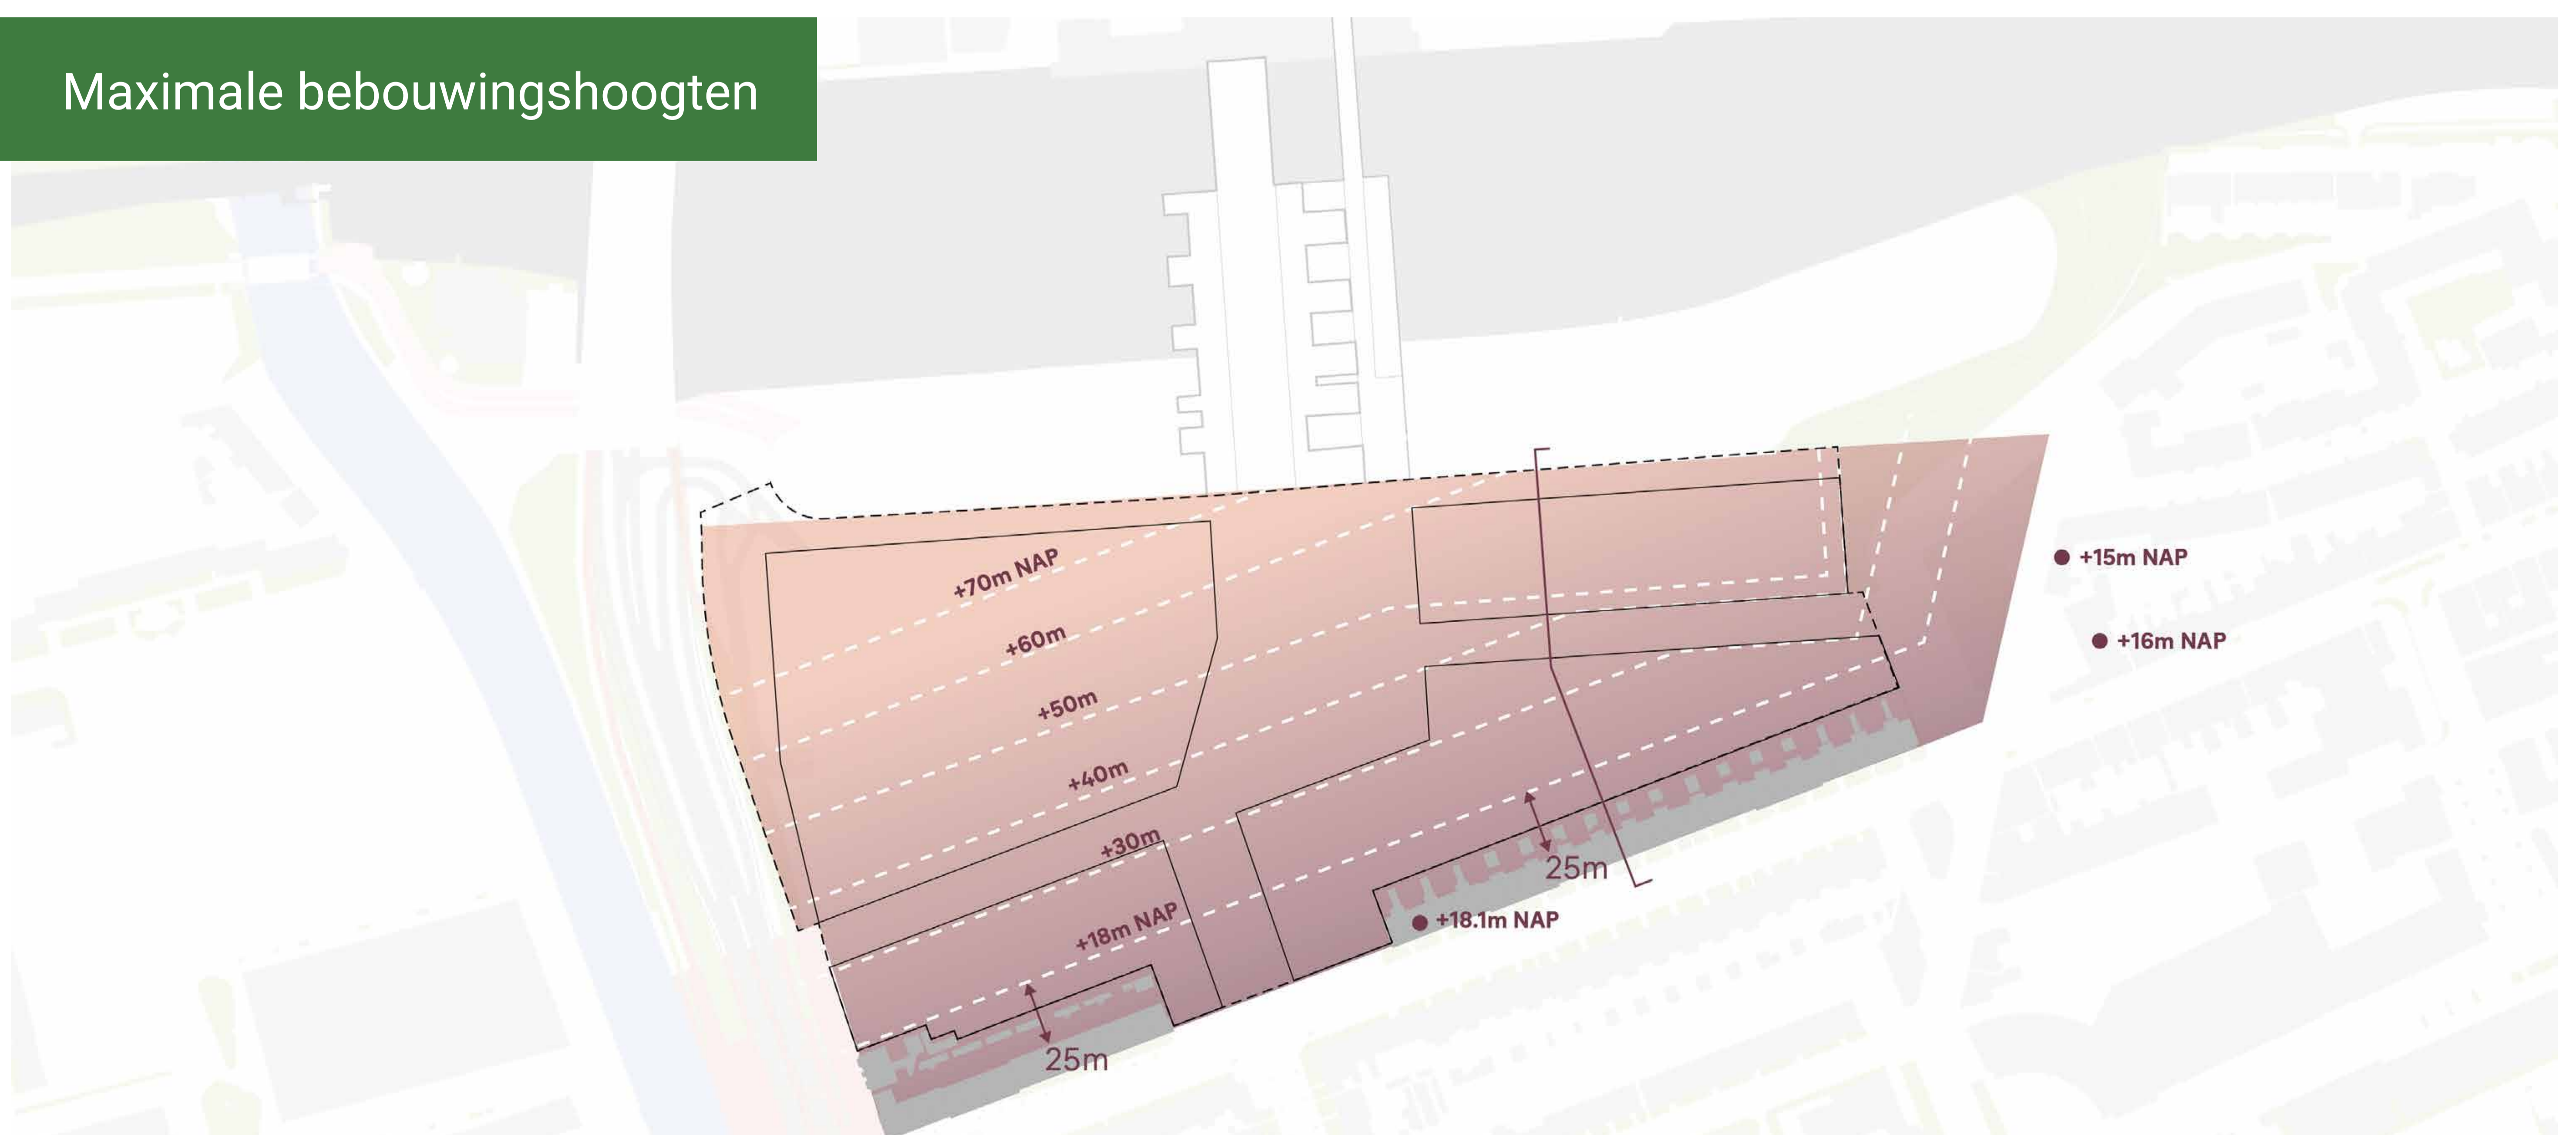 Maximale bebouwingshoogten
+70m NAP
+60m
+50m
+40m
+30m
+18m NAP
25m
25m
+18.1m NAP
+15m NAP
+16m NAP